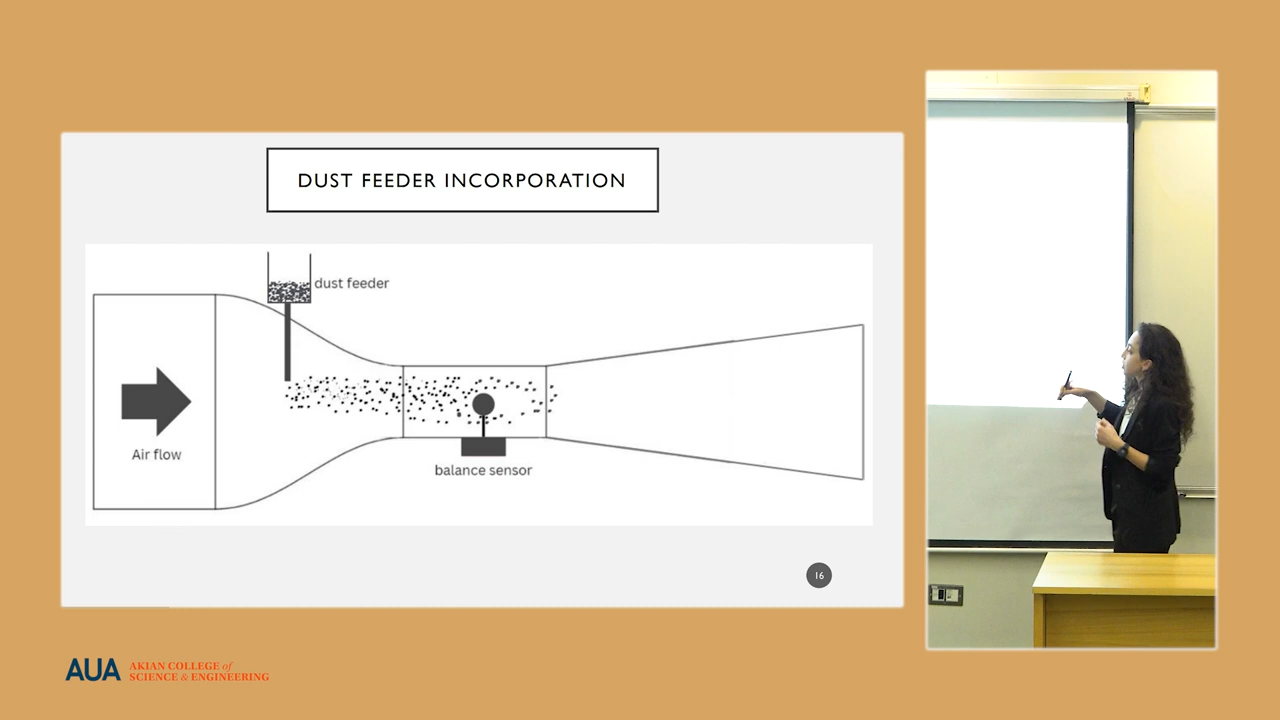 DUST FEEDER INCORPORATION
dust feeder
Air flow
balance sensor
16
AUA
AKIAN COLLEGE of
SCIENCE & ENGINEERING